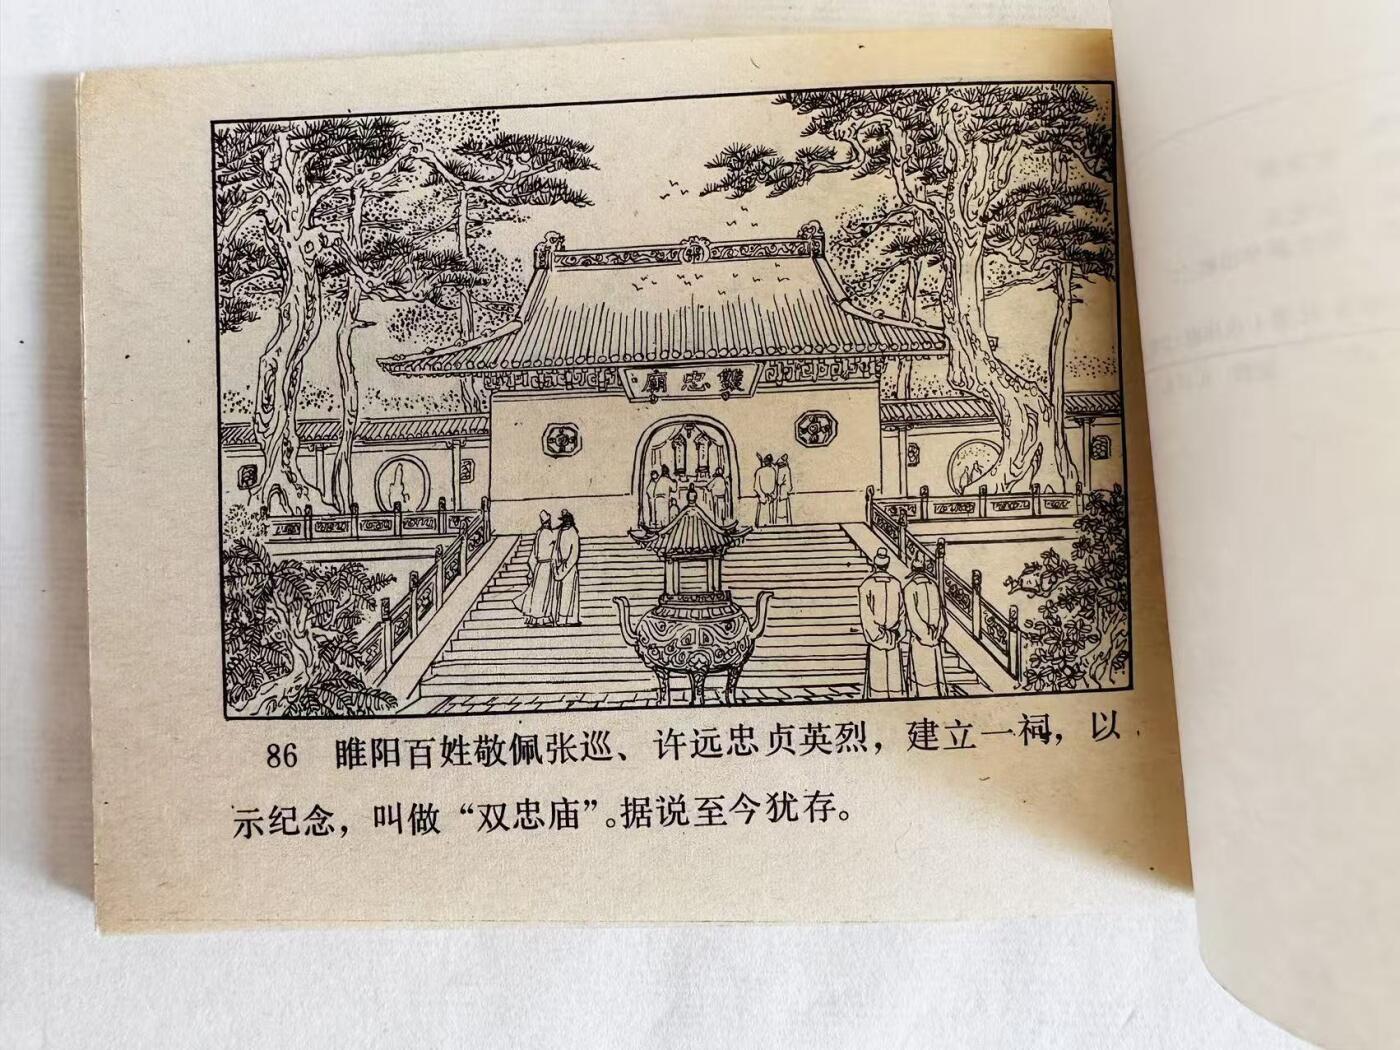 雙忠廟
86 睢阳百姓敬佩张巡、许远忠贞英烈，建立一祠，以
示纪念，叫做“双忠庙”。据说至今犹存。